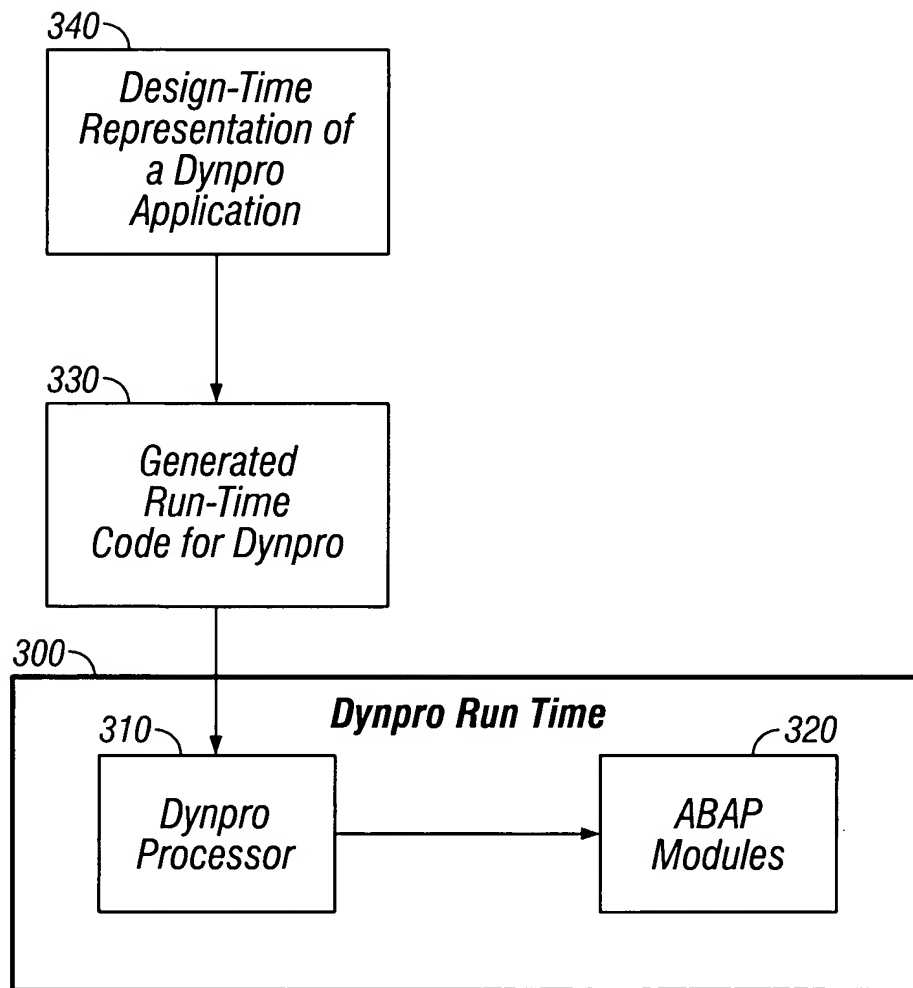 340
Design-Time
Representation of
a Dynpro
Application
330
Generated
Run-Time
Code for Dynpro
300
Dynpro Run Time
310
320
Dynpro
Processor
ABAP
Modules